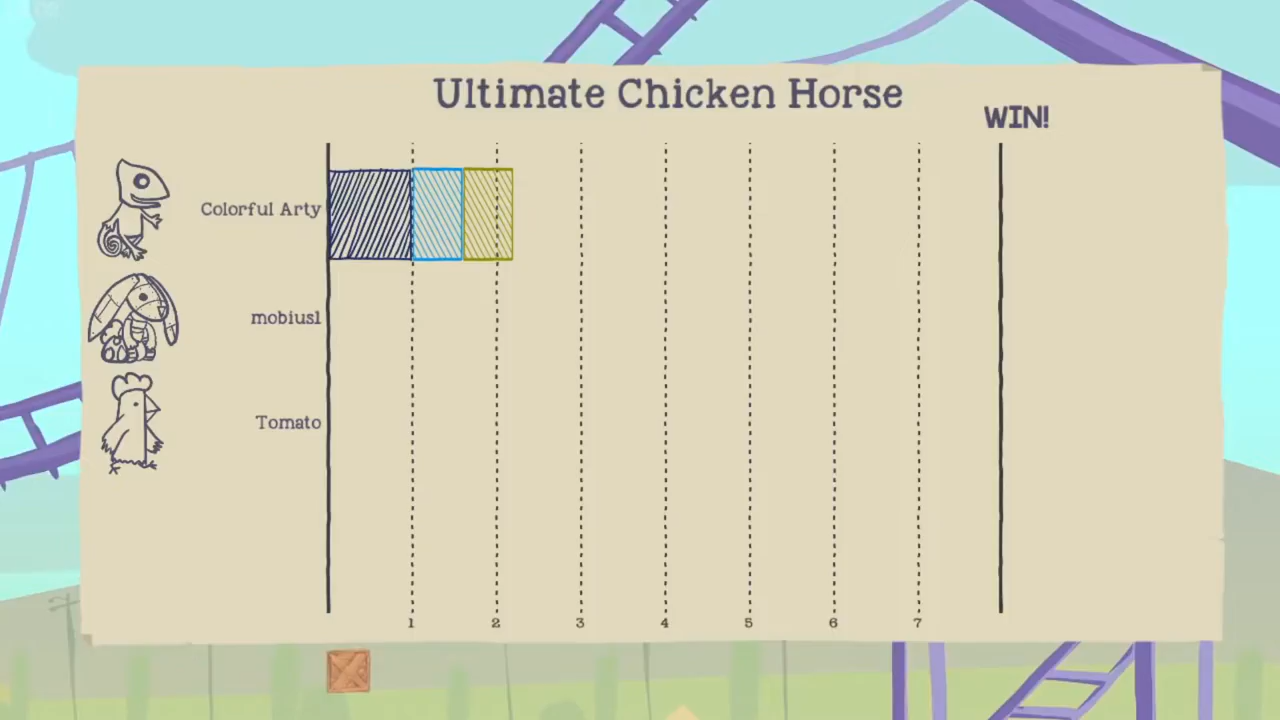 Ultimate Chicken Horse
WIN!
Colorful Arty
mobius1
Tomato
1 2 3 4 5 6 7